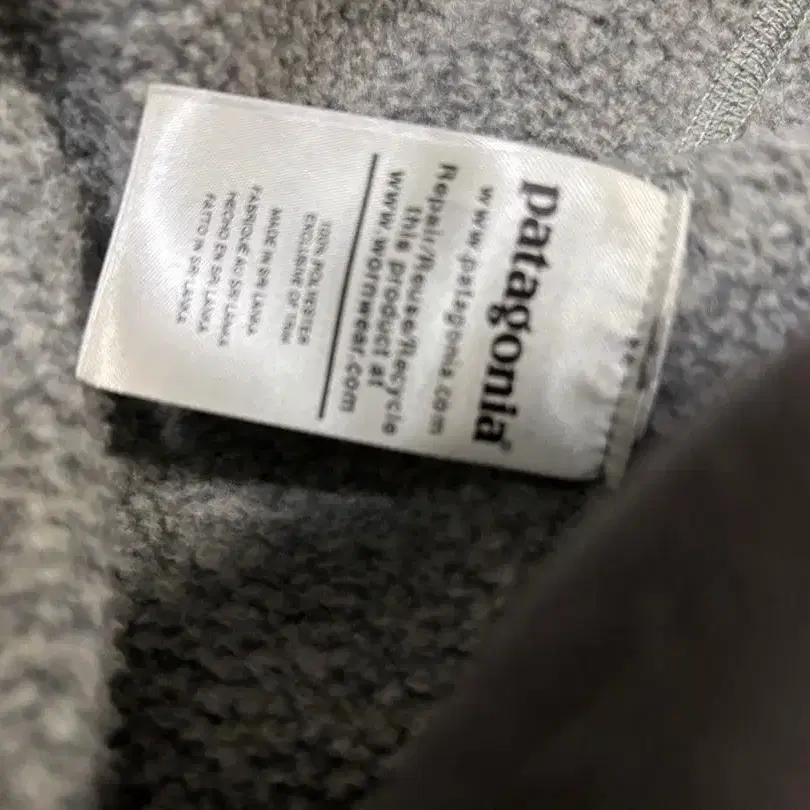 patagonia®
www.patagonia.com
Repair/Reuse/Recycle
this product at
www.wornwear.com
100% POLYESTER
EXCLUSIVE OF TRIM
MADE IN SRI LANKA
FABRIQUÉ AU SRI LANKA
HECHO EN SRI LANKA
FATTO IN SRI LANKA